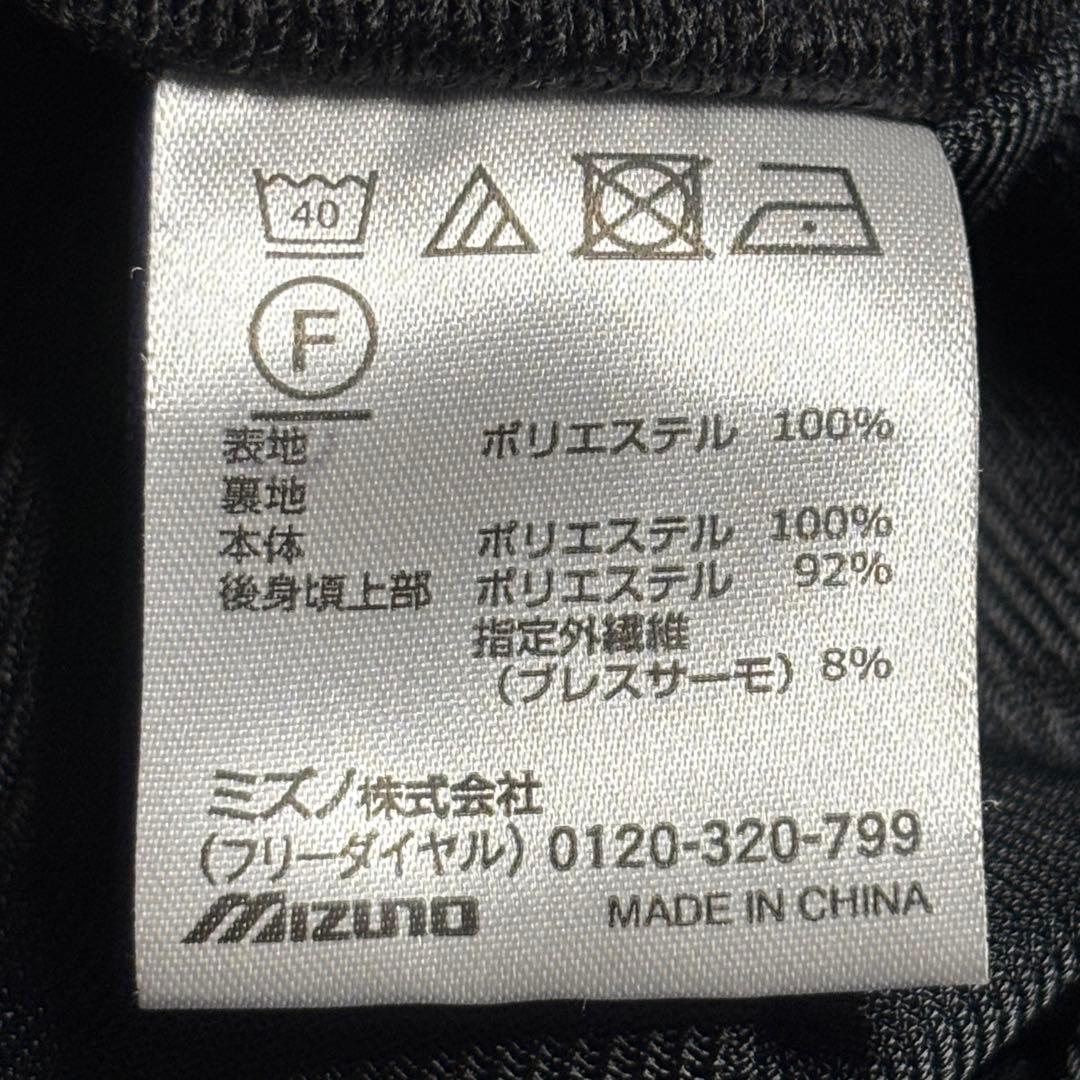 40
F
表地 ポリエステル 100%
裏地
本体 ポリエステル 100%
後身頃上部 ポリエステル 92%
指定外繊維
(ブレスサーモ) 8%
ミズノ株式会社
(フリーダイヤル) 0120-320-799
MIZUNO MADE IN CHINA